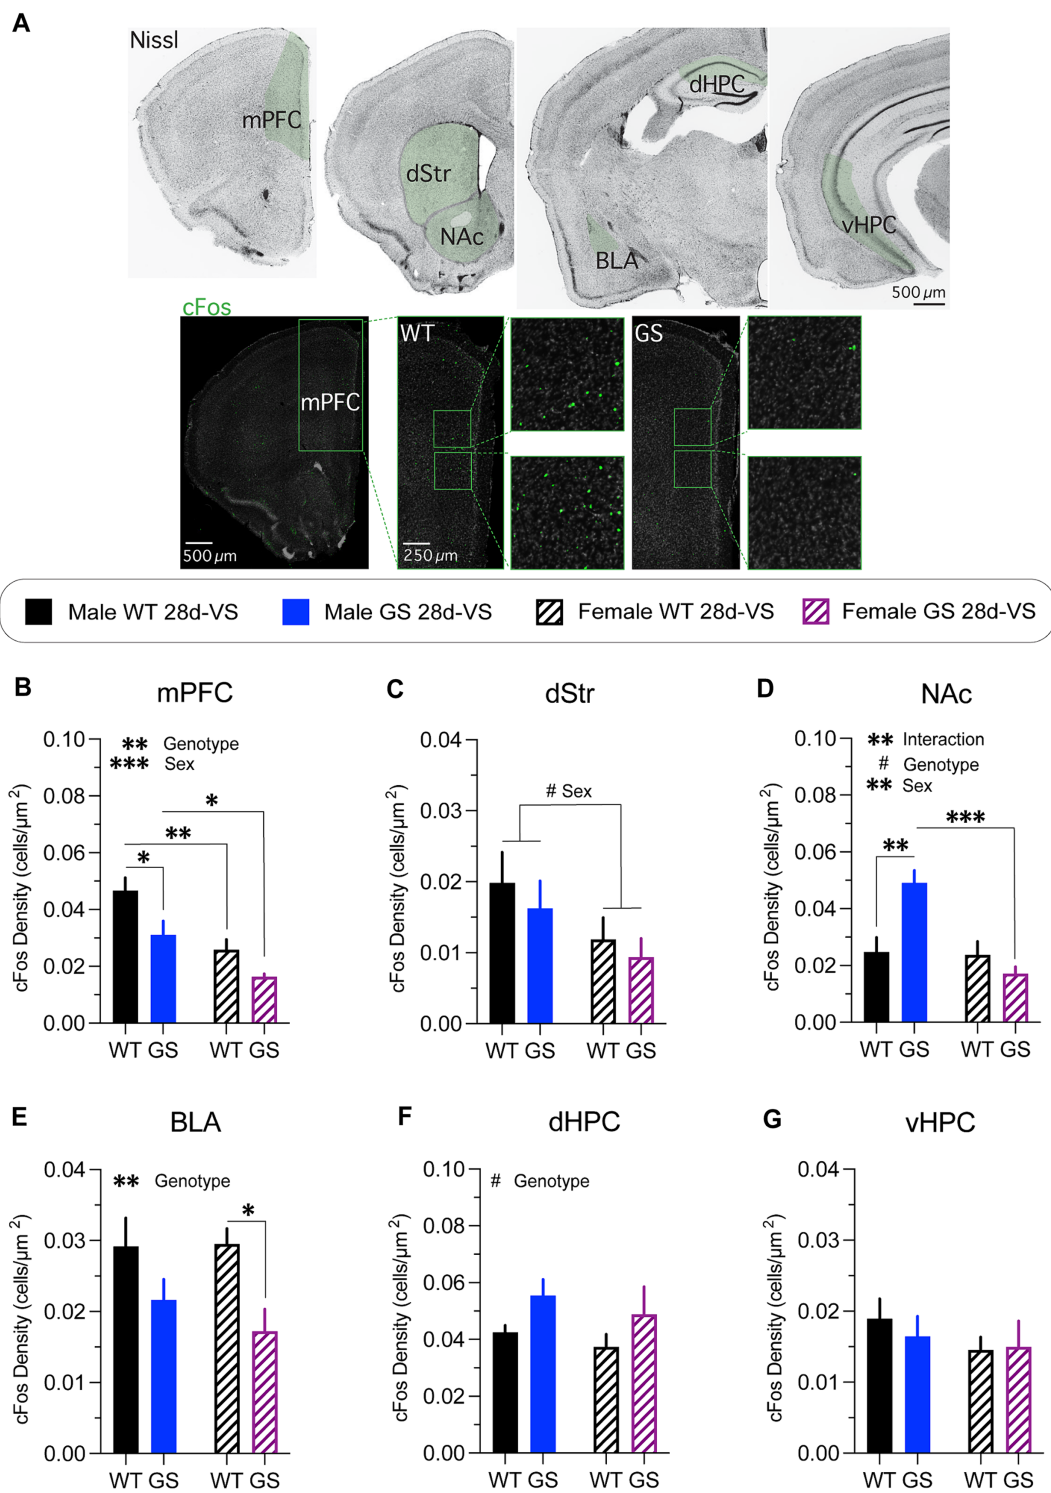 A
Nissl
mPFC
dStr
NAc
dHPC
BLA
vHPC
500 µm
cFos
mPFC
500 µm
WT
250 µm
GS
Male WT 28d-VS
Male GS 28d-VS
Female WT 28d-VS
Female GS 28d-VS
B
mPFC
cFos Density (cells/µm²)
0.10
0.08
0.06
0.04
0.02
0.00
** Genotype
*** Sex
*
**
*
WT GS WT GS
C
dStr
cFos Density (cells/µm²)
0.04
0.03
0.02
0.01
0.00
# Sex
WT GS WT GS
D
NAc
cFos Density (cells/µm²)
0.10
0.08
0.06
0.04
0.02
0.00
** Interaction
# Genotype
** Sex
***
**
WT GS WT GS
E
BLA
cFos Density (cells/µm²)
0.04
0.03
0.02
0.01
0.00
** Genotype
*
WT GS WT GS
F
dHPC
cFos Density (cells/µm²)
0.10
0.08
0.06
0.04
0.02
0.00
# Genotype
WT GS WT GS
G
vHPC
cFos Density (cells/µm²)
0.04
0.03
0.02
0.01
0.00
WT GS WT GS